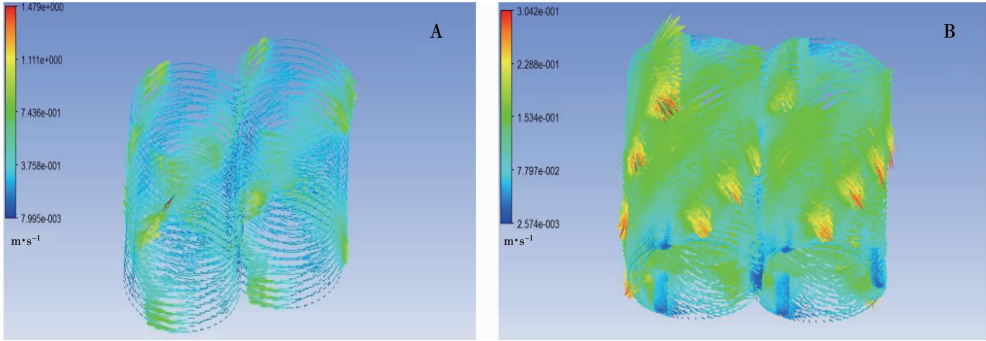 1.479e+000
1.111e+000
7.436e-001
3.758e-001
7.995e-003
m·s⁻¹
A
3.042e-001
2.288e-001
1.534e-001
7.797e-002
2.574e-003
m·s⁻¹
B